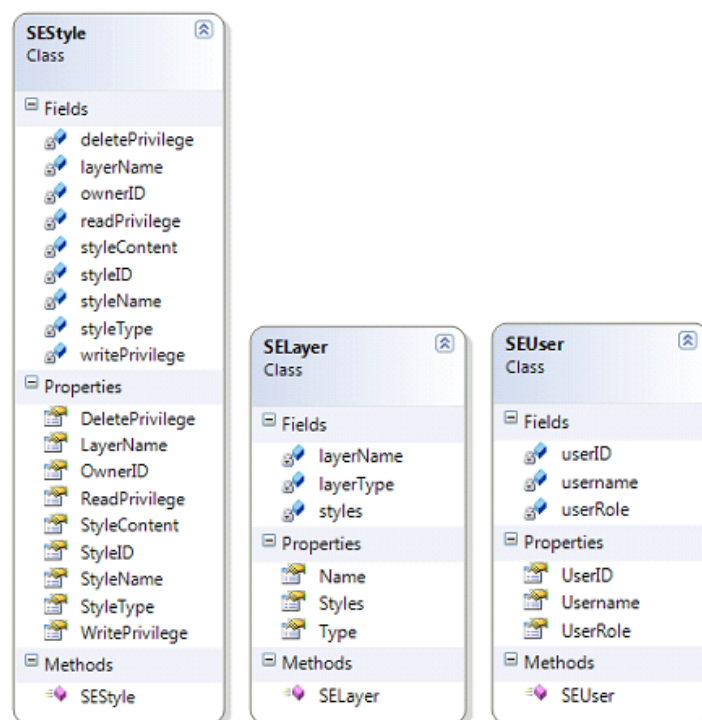 SEStyle
Class
Fields
deletePrivilege
layerName
ownerID
readPrivilege
styleContent
styleID
styleName
styleType
writePrivilege
Properties
DeletePrivilege
LayerName
OwnerID
ReadPrivilege
StyleContent
StyleID
StyleName
StyleType
WritePrivilege
Methods
SEStyle
SELayer
Class
Fields
layerName
layerType
styles
Properties
Name
Styles
Type
Methods
SELayer
SEUser
Class
Fields
userID
username
userRole
Properties
UserID
Username
UserRole
Methods
SEUser